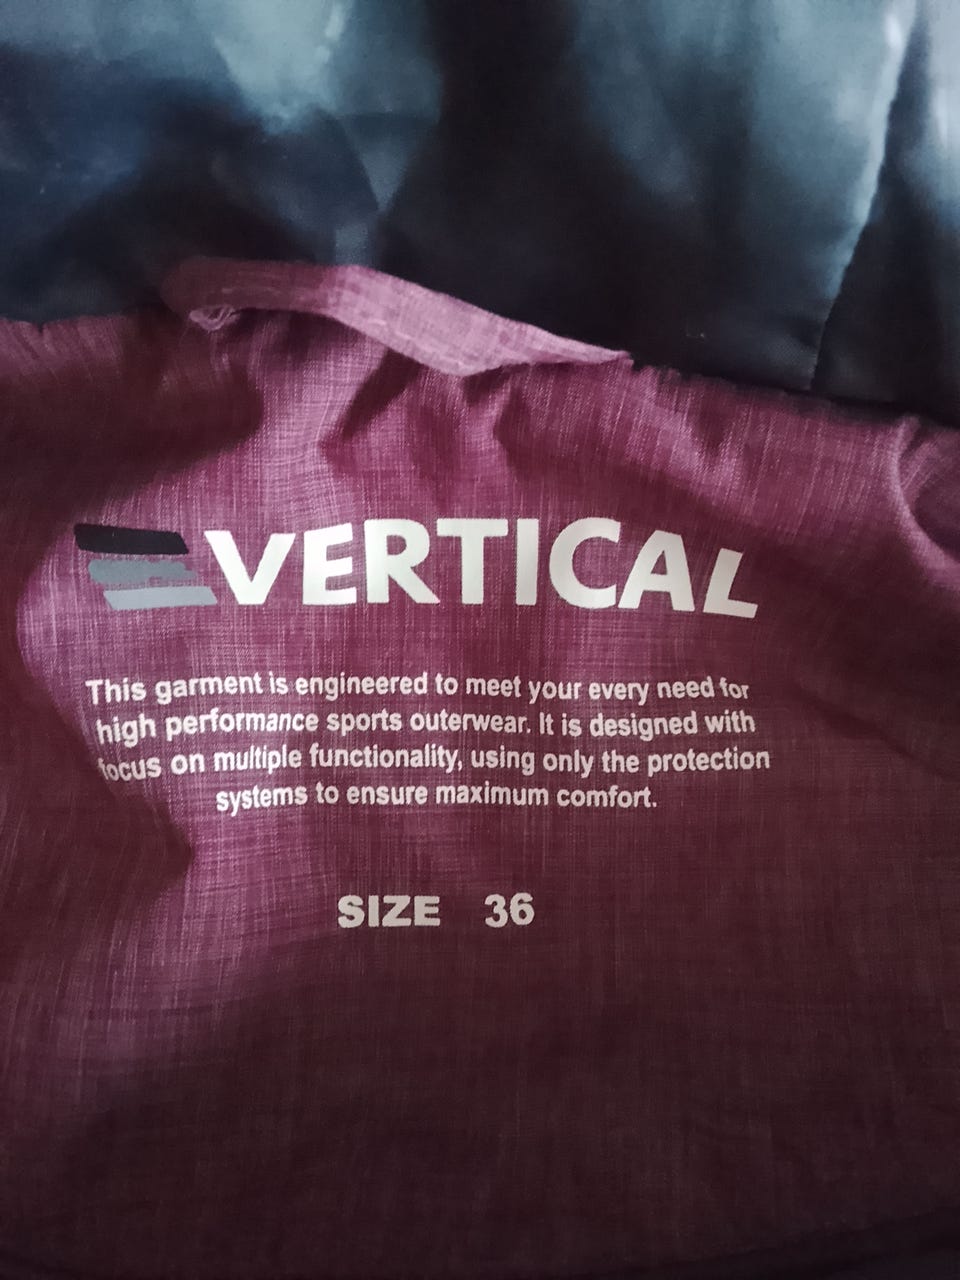 VERTICAL
This garment is engineered to meet your every need for
high performance sports outerwear. It is designed with
focus on multiple functionality, using only the protection
systems to ensure maximum comfort.
SIZE 36